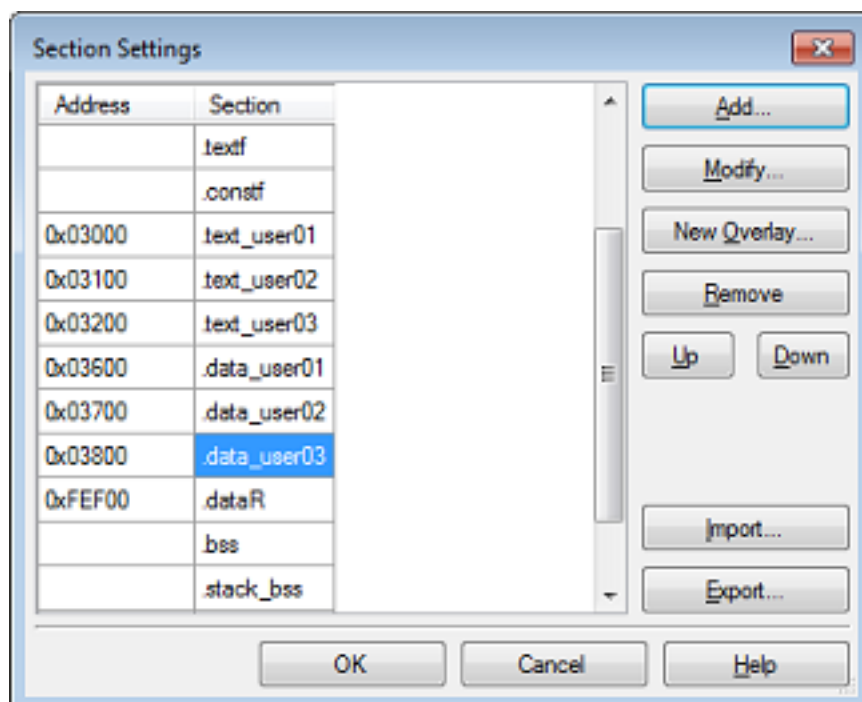 Section Settings
Address Section
.textf
.constf
0x03000 .text_user01
0x03100 .text_user02
0x03200 .text_user03
0x03600 .data_user01
0x03700 .data_user02
0x03800 .data_user03
0xFEF00 .dataR
.bss
.stack_bss
Add...
Modify...
New Overlay...
Remove
Up Down
Import...
Export...
OK Cancel Help